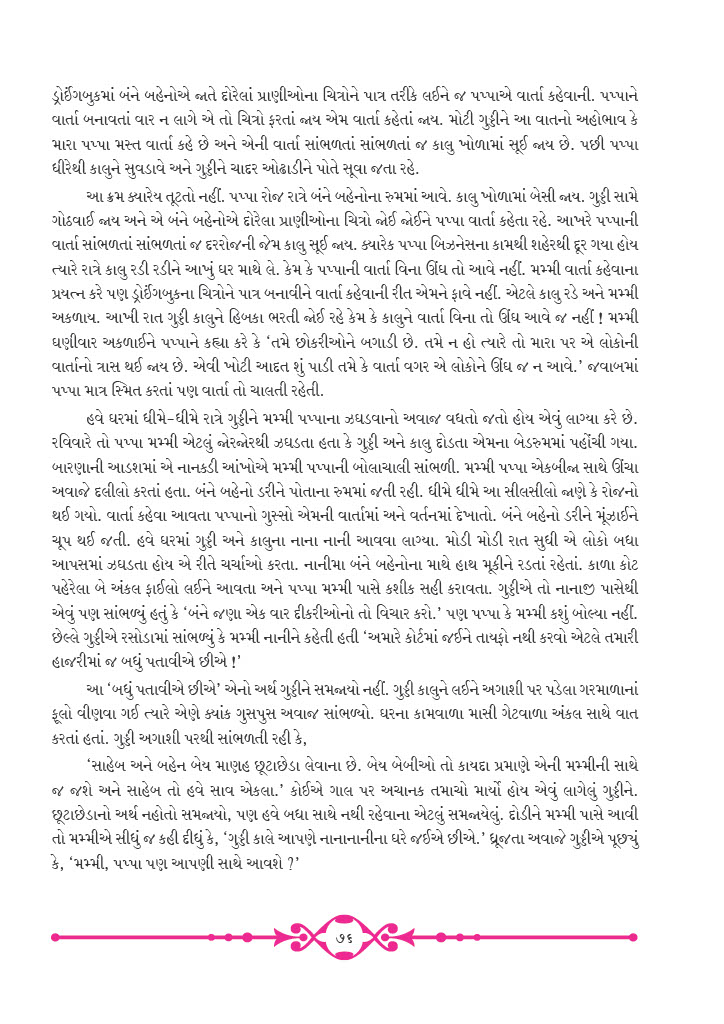 ડ્રોઈંગબુકમાં બંને બહેનોએ જાતે દોરેલાં પ્રાણીઓના ચિત્રોને પાત્ર તરીકે લઈને જ પપ્પાએ વાર્તા કહેવાની. પપ્પાને
વાર્તા બનાવતાં વાર ન લાગે એ તો ચિત્રો ફરતાં જાય એમ વાર્તા કહેતાં જાય. મોટી ગુડ્ડીને આ વાતનો અહોભાવ કે
મારા પપ્પા મસ્ત વાર્તા કહે છે અને એની વાર્તા સાંભળતાં સાંભળતાં જ કાલુ ખોળામાં સૂઈ જાય છે. પછી પપ્પા
ધીરેથી કાલુને સુવડાવે અને ગુડ્ડીને ચાદર ઓઢાડીને પોતે સૂવા જતા રહે.
આ ક્રમ ક્યારેય તૂટતો નહીં. પપ્પા રોજ રાત્રે બંને બહેનોના રુમમાં આવે. કાલુ ખોળામાં બેસી જાય. ગુડ્ડી સામે
ગોઠવાઈ જાય અને એ બંને બહેનોએ દોરેલા પ્રાણીઓના ચિત્રો જોઈ જોઈને પપ્પા વાર્તા કહેતા રહે. આખરે પપ્પાની
વાર્તા સાંભળતાં સાંભળતાં જ દરરોજની જેમ કાલુ સૂઈ જાય. ક્યારેક પપ્પા બિઝનેસના કામથી શહેરથી દૂર ગયા હોય
ત્યારે રાત્રે કાલુ રડી રડીને આખું ઘર માથે લે. કેમ કે પપ્પાની વાર્તા વિના ઊંઘ તો આવે નહીં. મમ્મી વાર્તા કહેવાના
પ્રયત્ન કરે પણ ડ્રોઈંગબુકના ચિત્રોને પાત્ર બનાવીને વાર્તા કહેવાની રીત એમને ફાવે નહીં. એટલે કાલુ રડે અને મમ્મી
અકળાય. આખી રાત ગુડ્ડી કાલુને હિબકા ભરતી જોઈ રહે કેમ કે કાલુને વાર્તા વિના તો ઊંઘ આવે જ નહીં ! મમ્મી
ઘણીવાર અકળાઈને પપ્પાને કહ્યા કરે કે ‘તમે છોકરીઓને બગાડી છે. તમે ન હો ત્યારે તો મારા પર એ લોકોની
વાર્તાનો ત્રાસ થઈ જાય છે. એવી ખોટી આદત શું પાડી તમે કે વાર્તા વગર એ લોકોને ઊંઘ જ ન આવે.’ જવાબમાં
પપ્પા માત્ર સ્મિત કરતાં પણ વાર્તા તો ચાલતી રહેતી.
હવે ઘરમાં ધીમે-ધીમે રાત્રે ગુડ્ડીને મમ્મી પપ્પાના ઝઘડવાનો અવાજ વધતો જતો હોય એવું લાગ્યા કરે છે.
રવિવારે તો પપ્પા મમ્મી એટલું જોરજોરથી ઝઘડતા હતા કે ગુડ્ડી અને કાલુ દોડતા એમના બેડરુમમાં પહોંચી ગયા.
બારણાની આડશમાં એ નાનકડી આંખોએ મમ્મી પપ્પાની બોલાચાલી સાંભળી. મમ્મી પપ્પા એકબીજા સાથે ઊંચા
અવાજે દલીલો કરતાં હતા. બંને બહેનો ડરીને પોતાના રુમમાં જતી રહી. ધીમે ધીમે આ સીલસીલો જાણે કે રોજનો
થઈ ગયો. વાર્તા કહેવા આવતા પપ્પાનો ગુસ્સો એમની વાર્તામાં અને વર્તનમાં દેખાતો. બંને બહેનો ડરીને મૂંઝાઈને
ચૂપ થઈ જતી. હવે ઘરમાં ગુડ્ડી અને કાલુના નાના નાની આવવા લાગ્યા. મોડી મોડી રાત સુધી એ લોકો બધા
આપસમાં ઝઘડતા હોય એ રીતે ચર્ચાઓ કરતા. નાનીમા બંને બહેનોના માથે હાથ મૂકીને રડતાં રહેતાં. કાળા કોટ
પહેરેલા બે અંકલ ફાઈલો લઈને આવતા અને પપ્પા મમ્મી પાસે કશીક સહી કરાવતા. ગુડ્ડીએ તો નાનાજી પાસેથી
એવું પણ સાંભળ્યું હતું કે ‘બંને જણા એક વાર દીકરીઓનો તો વિચાર કરો.’ પણ પપ્પા કે મમ્મી કશું બોલ્યા નહીં.
છેલ્લે ગુડ્ડીએ રસોડામાં સાંભળ્યું કે મમ્મી નાનીને કહેતી હતી ‘અમારે કોર્ટમાં જઈને તાયફો નથી કરવો એટલે તમારી
હાજરીમાં જ બધું પતાવીએ છીએ !’
આ ‘બધું પતાવીએ છીએ’ એનો અર્થ ગુડ્ડીને સમજાયો નહીં. ગુડ્ડી કાલુને લઈને અગાશી પર પડેલા ગરમાળાનાં
ફૂલો વીણવા ગઈ ત્યારે એણે ક્યાંક ગુસપુસ અવાજ સાંભળ્યો. ઘરના કામવાળા માસી ગેટવાળા અંકલ સાથે વાત
કરતાં હતાં. ગુડ્ડી અગાશી પરથી સાંભળતી રહી કે,
‘સાહેબ અને બહેન બેય માણહ છૂટાછેડા લેવાના છે. બેય બેબીઓ તો કાયદા પ્રમાણે એની મમ્મીની સાથે
જ જશે અને સાહેબ તો હવે સાવ એકલા.’ કોઈએ ગાલ પર અચાનક તમાચો માર્યો હોય એવું લાગેલું ગુડ્ડીને.
છૂટાછેડાનો અર્થ નહોતો સમજાયો, પણ હવે બધા સાથે નથી રહેવાના એટલું સમજાયેલું. દોડીને મમ્મી પાસે આવી
તો મમ્મીએ સીધું જ કહી દીધું કે, ‘ગુડ્ડી કાલે આપણે નાનાનાનીના ઘરે જઈએ છીએ.’ ધ્રૂજતા અવાજે ગુડ્ડીએ પૂછ્યું
કે, ‘મમ્મી, પપ્પા પણ આપણી સાથે આવશે ?’
૭૬